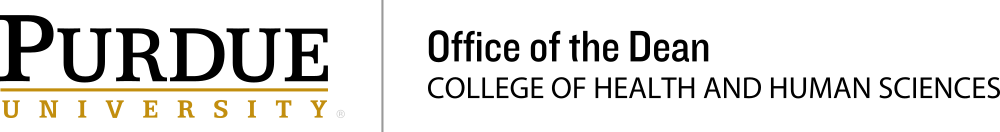 PURDUE
UNIVERSITY®
Office of the Dean
COLLEGE OF HEALTH AND HUMAN SCIENCES